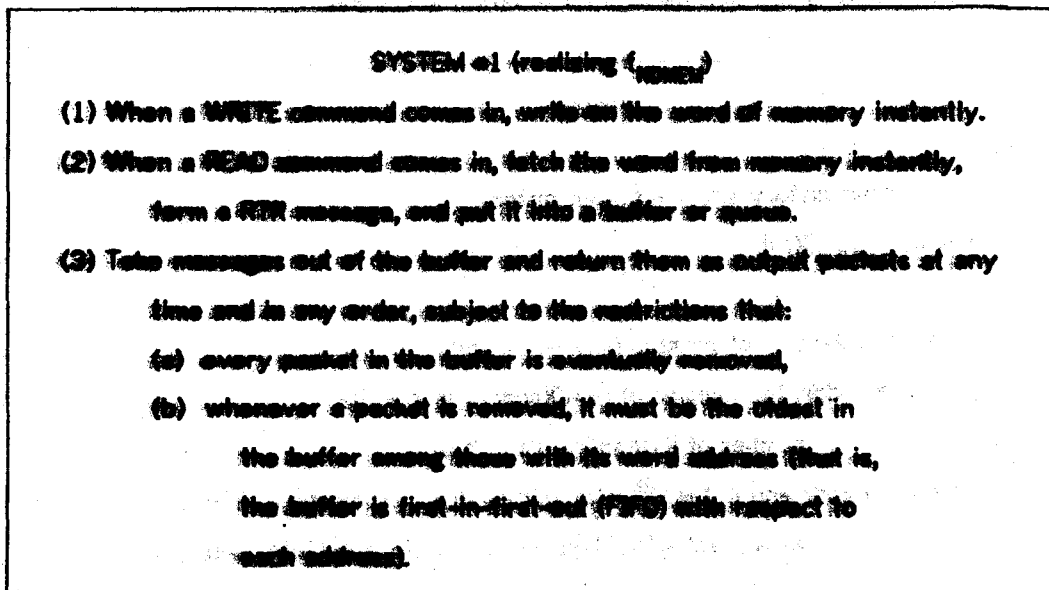 SYSTEM #1 (realizing f
(1) When a WRITE command comes in, write on the word of memory instantly.
(2) When a READ command comes in, fetch the word from memory instantly,
form a RTR message, and put it into a buffer or queue.
(3) Take messages out of the buffer and return them as output packets at any
time and in any order, subject to the restrictions that:
(a) every packet in the buffer is eventually removed,
(b) whenever a packet is removed, it must be the oldest in
the buffer among those with its word address (that is,
the buffer is first-in-first-out (FIFO) with respect to
each address).